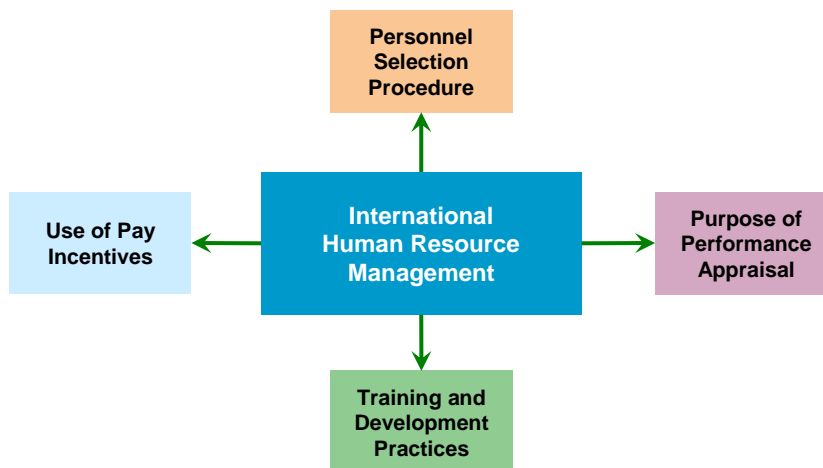 Personnel
Selection
Procedure
Use of Pay
Incentives
International
Human Resource
Management
Purpose of
Performance
Appraisal
Training and
Development
Practices